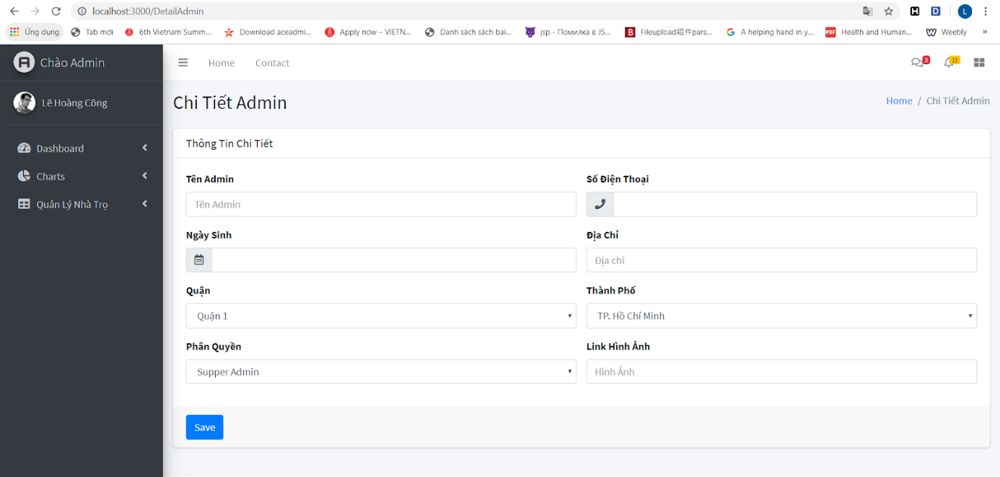 localhost:3000/DetailAdmin
L
Ứng dụng Tab mới 6th Vietnam Summ... Download aceadmi... Apply now – VIETN... Danh sách sách bai... jsp - Помилка в JS... Fileupload组件pars... A helping hand in y... Health and Human... Weebly »
Chào Admin
Home Contact
3 15
Lê Hoàng Công
Chi Tiết Admin
Home / Chi Tiết Admin
Dashboard
Charts
Quản Lý Nhà Trọ
Thông Tin Chi Tiết
Tên Admin Số Điện Thoại
Tên Admin
Ngày Sinh Địa Chỉ
Địa chỉ
Quận Thành Phố
Quận 1 TP. Hồ Chí Minh
Phân Quyền Link Hình Ảnh
Supper Admin Hình Ảnh
Save